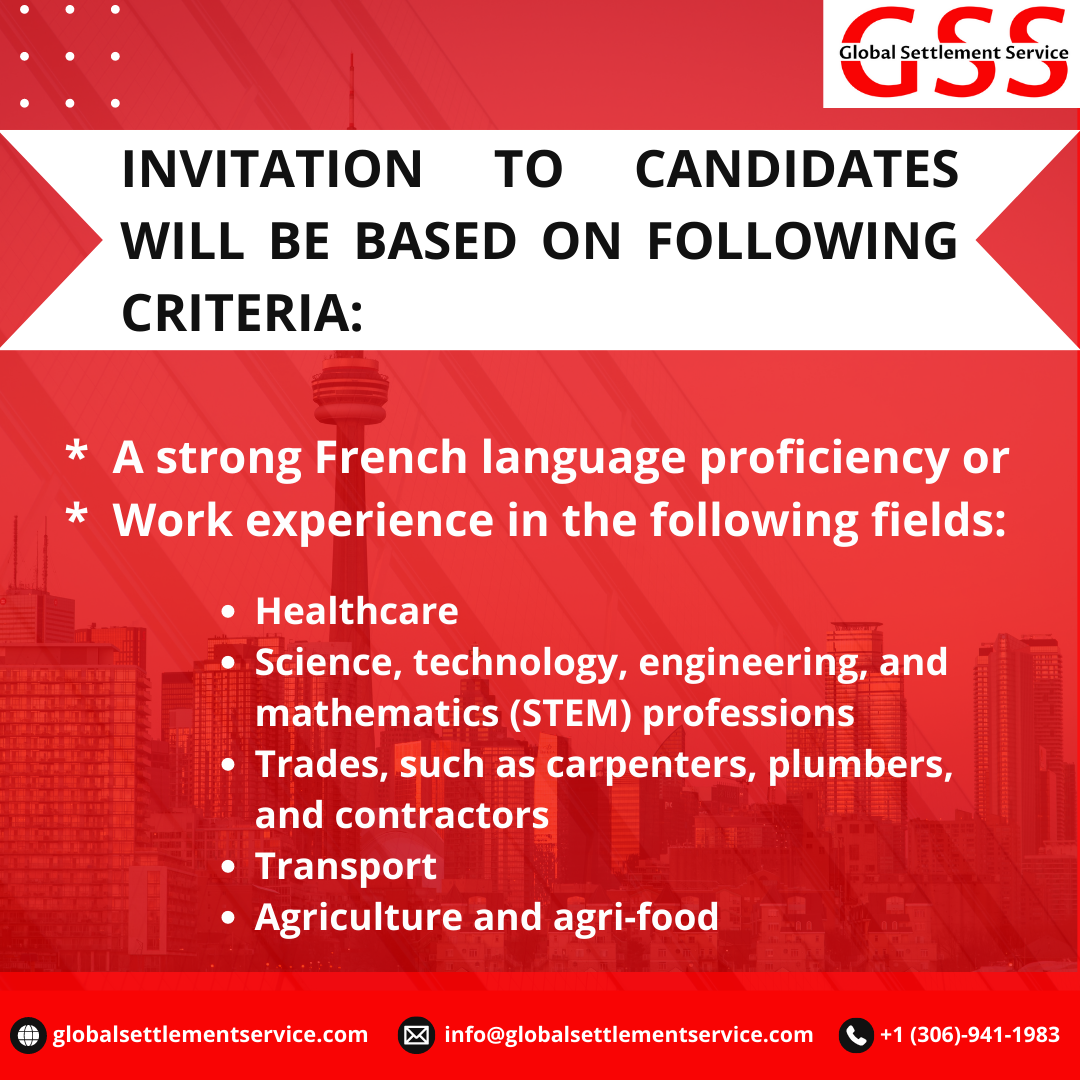 GSS
Global Settlement Service
INVITATION TO CANDIDATES
WILL BE BASED ON FOLLOWING
CRITERIA:
* A strong French language proficiency or
* Work experience in the following fields:
• Healthcare
• Science, technology, engineering, and
mathematics (STEM) professions
• Trades, such as carpenters, plumbers,
and contractors
• Transport
• Agriculture and agri-food
globalsettlementservice.com
info@globalsettlementservice.com
+1 (306)-941-1983